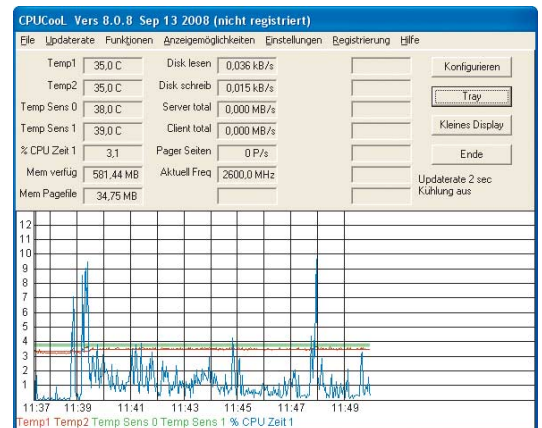 CPUCooL Vers 8.0.8 Sep 13 2008 (nicht registriert)
File Updaterate Funktionen Anzeigemöglichkeiten Einstellungen Registrierung Hilfe
Temp1 35,0 C Disk lesen 0,036 kB/s Konfigurieren
Temp2 35,0 C Disk schreib 0,015 kB/s Tray
Temp Sens 0 38,0 C Server total 0,000 MB/s
Temp Sens 1 39,0 C Client total 0,000 MB/s Kleines Display
% CPU Zeit 1 3,1 Pager Seiten 0 P/s Ende
Mem verfüg 581,44 MB Aktuell Freq 2600,0 MHz Updaterate 2 sec
Kühlung aus
Mem Pagefile 34,75 MB
12
11
10
9
8
7
6
5
4
3
2
1
11:37 11:39 11:41 11:43 11:45 11:47 11:49
Temp1 Temp2 Temp Sens 0 Temp Sens 1 % CPU Zeit 1